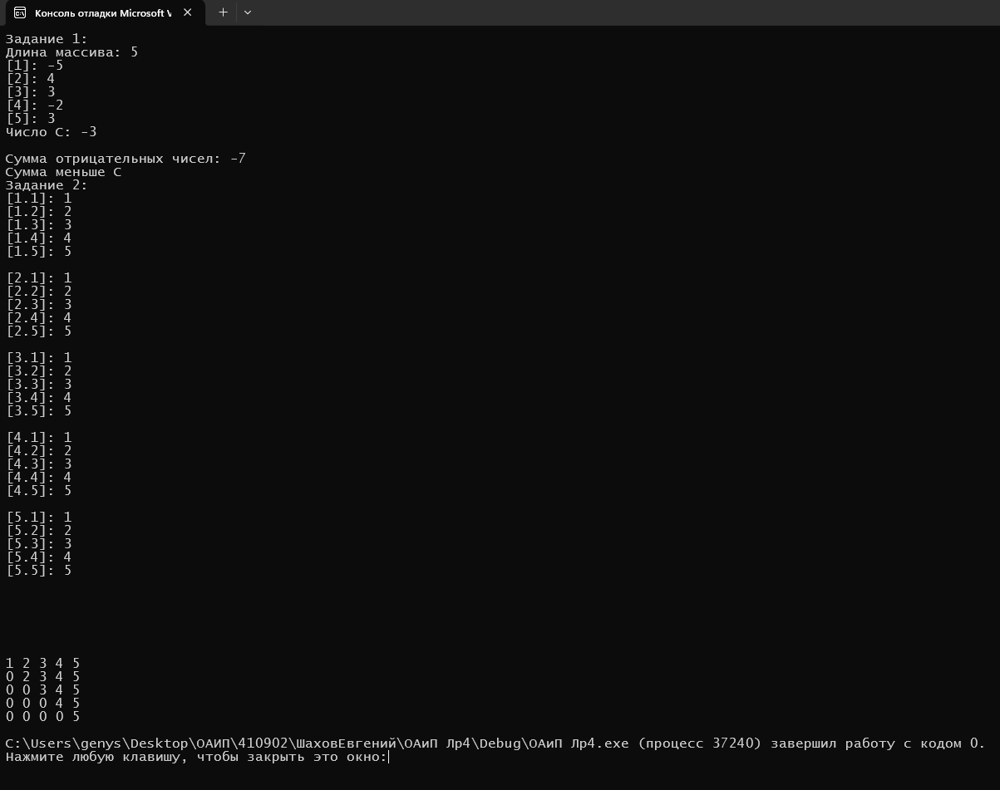 Консоль отладки Microsoft V
Задание 1:
Длина массива: 5
[1]: -5
[2]: 4
[3]: 3
[4]: -2
[5]: 3
Число C: -3
Сумма отрицательных чисел: -7
Сумма меньше C
Задание 2:
[1.1]: 1
[1.2]: 2
[1.3]: 3
[1.4]: 4
[1.5]: 5
[2.1]: 1
[2.2]: 2
[2.3]: 3
[2.4]: 4
[2.5]: 5
[3.1]: 1
[3.2]: 2
[3.3]: 3
[3.4]: 4
[3.5]: 5
[4.1]: 1
[4.2]: 2
[4.3]: 3
[4.4]: 4
[4.5]: 5
[5.1]: 1
[5.2]: 2
[5.3]: 3
[5.4]: 4
[5.5]: 5
1 2 3 4 5
0 2 3 4 5
0 0 3 4 5
0 0 0 4 5
0 0 0 0 5
C:\Users\genys\Desktop\ОАИП\410902\ШаховЕвгений\ОАиП Лр4\Debug\ОАиП Лр4.exe (процесс 37240) завершил работу с кодом 0.
Нажмите любую клавишу, чтобы закрыть это окно: